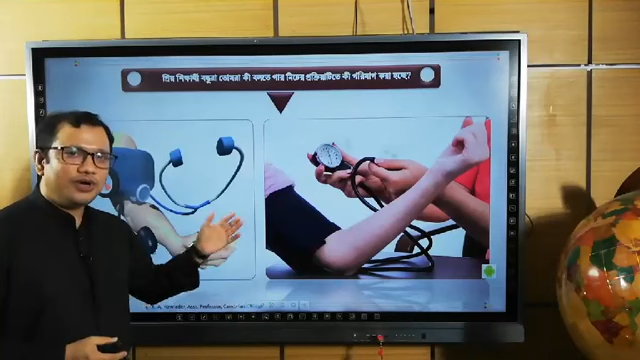 প্রিয় শিক্ষার্থী বন্ধুরা তোমরা কী বলতে পার নিচের প্রক্রিয়াটিতে কী পরিমাপ করা হচ্ছে?